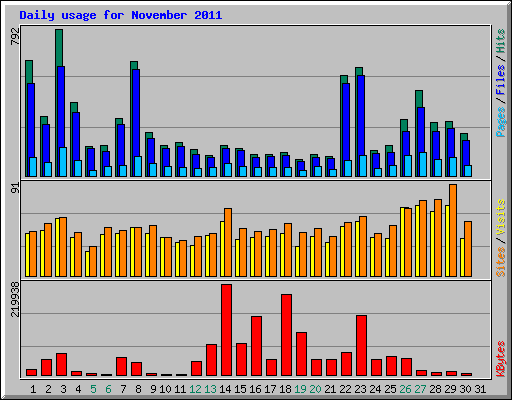 Daily usage for November 2011
792
Pages / Files / Hits
91
Sites / Visits
219938
KBytes
1 2 3 4 5 6 7 8 9 10 11 12 13 14 15 16 17 18 19 20 21 22 23 24 25 26 27 28 29 30 31